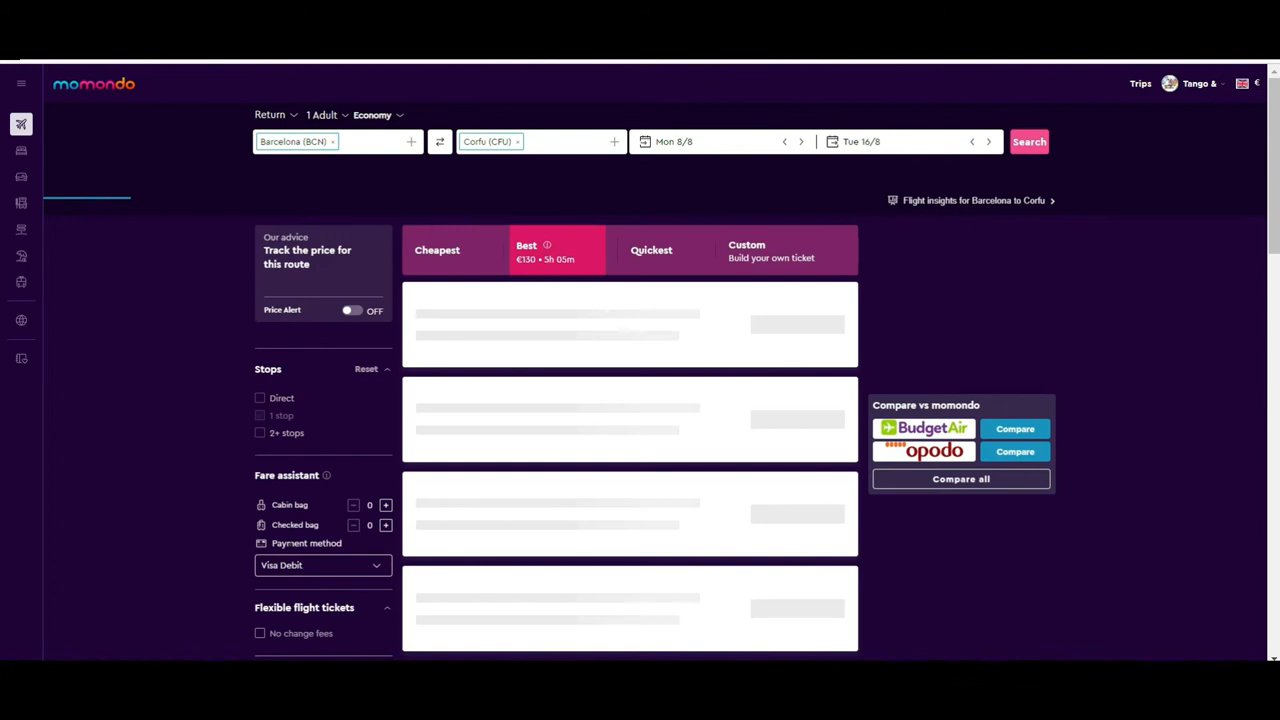 momondo
Trips
Tango &
€
Return
1 Adult
Economy
Barcelona (BCN) ×
Corfu (CFU) ×
Mon 8/8
Tue 16/8
Search
Flight insights for Barcelona to Corfu
Our advice
Track the price for
this route
Price Alert
OFF
Cheapest
Best
€130 • 5h 05m
Quickest
Custom
Build your own ticket
Stops
Reset
Direct
1 stop
2+ stops
Fare assistant
Cabin bag
0
Checked bag
0
Payment method
Visa Debit
Flexible flight tickets
No change fees
Compare vs momondo
BudgetAir
Compare
opodo
Compare
Compare all